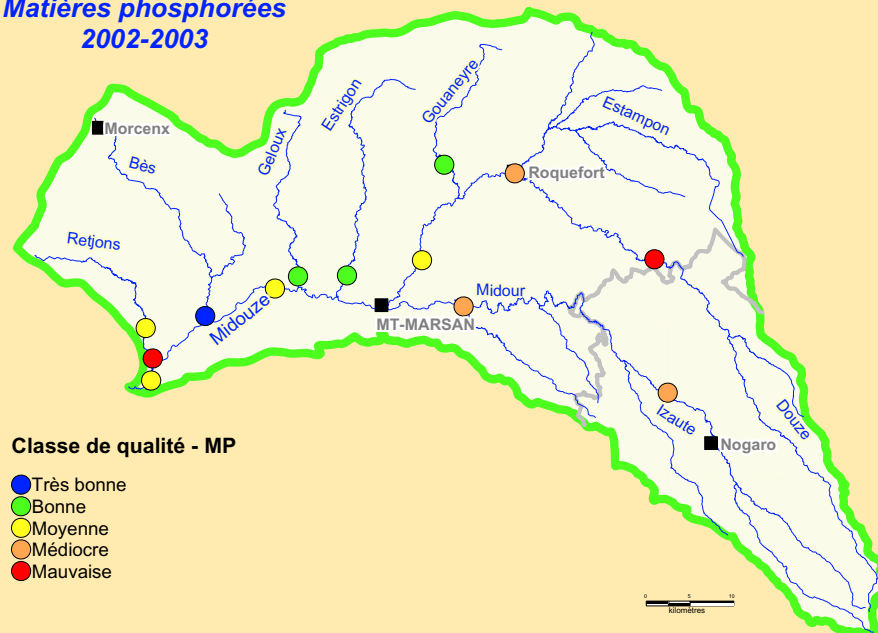 Matières phosphorées
2002-2003
Morcenx
Bès
Retjons
Geloux
Estrigon
Gouaneyre
Estampon
Roquefort
Midouze
MT-MARSAN
Midour
Izaute
Douze
Nogaro
Classe de qualité - MP
Très bonne
Bonne
Moyenne
Médiocre
Mauvaise
0 5 10
kilomètres